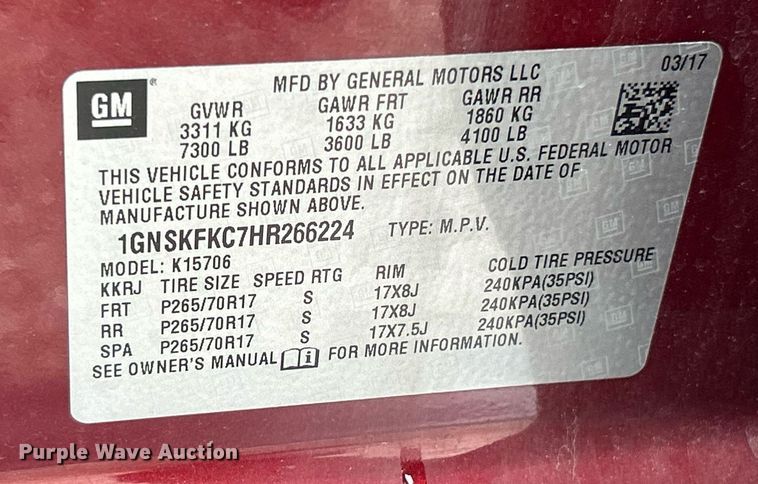 GM
®
MFD BY GENERAL MOTORS LLC
03/17
GVWR GAWR FRT GAWR RR
3311 KG 1633 KG 1860 KG
7300 LB 3600 LB 4100 LB
THIS VEHICLE CONFORMS TO ALL APPLICABLE U.S. FEDERAL MOTOR
VEHICLE SAFETY STANDARDS IN EFFECT ON THE DATE OF
MANUFACTURE SHOWN ABOVE.
1GNSKFKC7HR266224 TYPE: M.P.V.
MODEL: K15706
KKRJ TIRE SIZE SPEED RTG RIM COLD TIRE PRESSURE
FRT P265/70R17 S 17X8J 240KPA(35PSI)
RR P265/70R17 S 17X8J 240KPA(35PSI)
SPA P265/70R17 S 17X7.5J 240KPA(35PSI)
SEE OWNER'S MANUAL i FOR MORE INFORMATION.
Purple Wave Auction